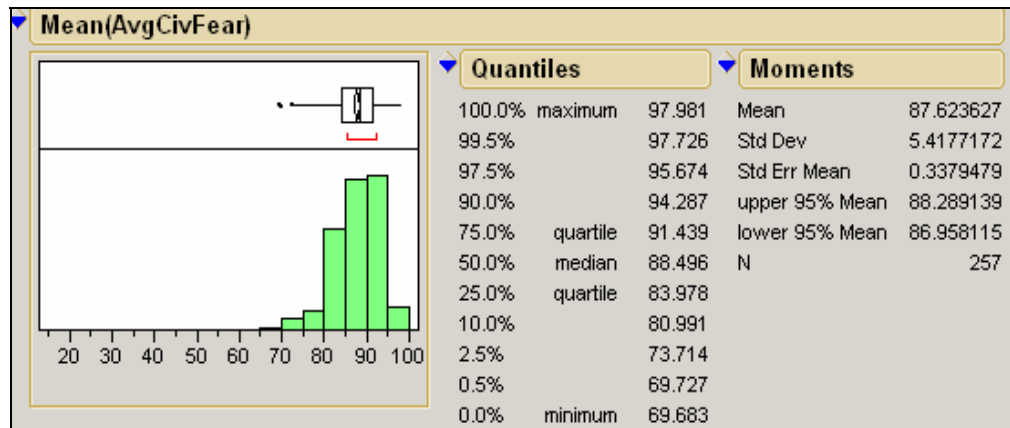 Mean(AvgCivFear)
20 30 40 50 60 70 80 90 100
Quantiles
100.0% maximum 97.981
99.5% 97.726
97.5% 95.674
90.0% 94.287
75.0% quartile 91.439
50.0% median 88.496
25.0% quartile 83.978
10.0% 80.991
2.5% 73.714
0.5% 69.727
0.0% minimum 69.683
Moments
Mean 87.623627
Std Dev 5.4177172
Std Err Mean 0.3379479
upper 95% Mean 88.289139
lower 95% Mean 86.958115
N 257